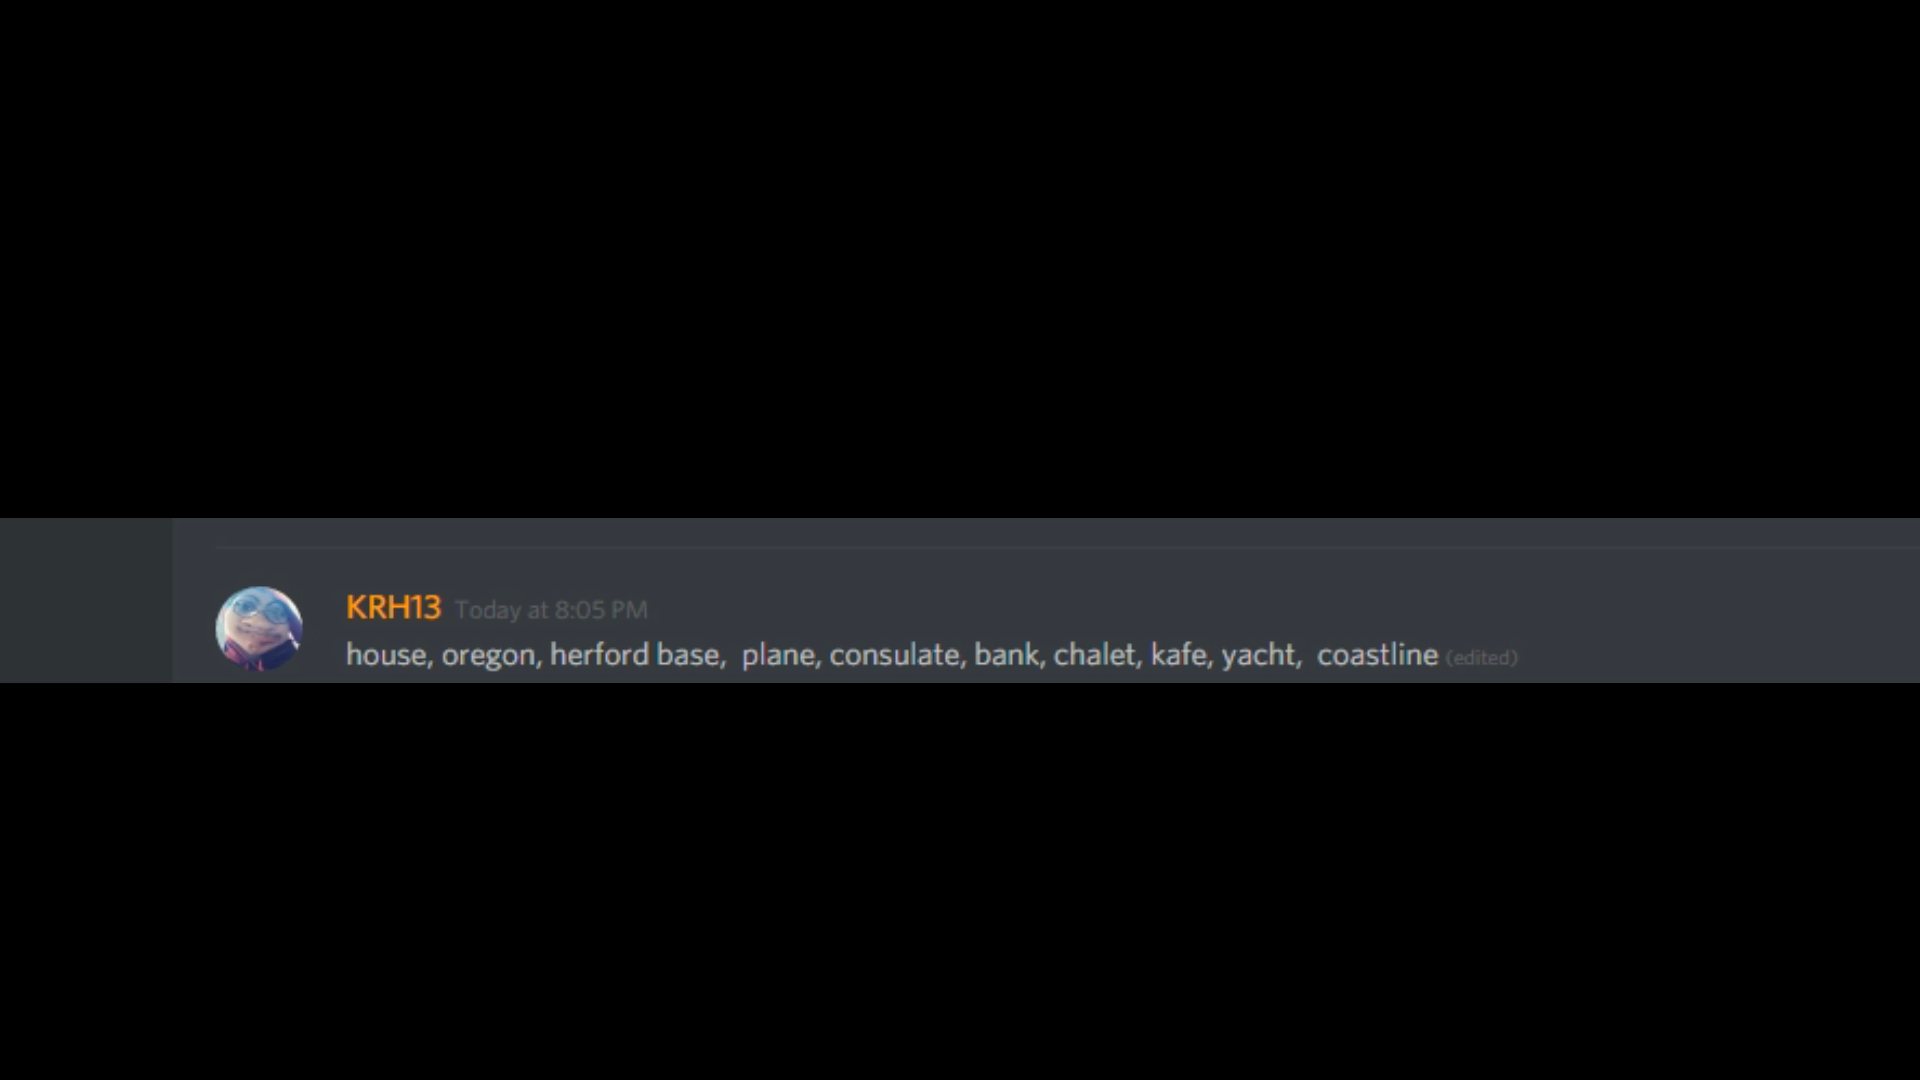 KRH13 Today at 8:05 PM
house, oregon, herford base,  plane, consulate, bank, chalet, kafe, yacht,  coastline (edited)